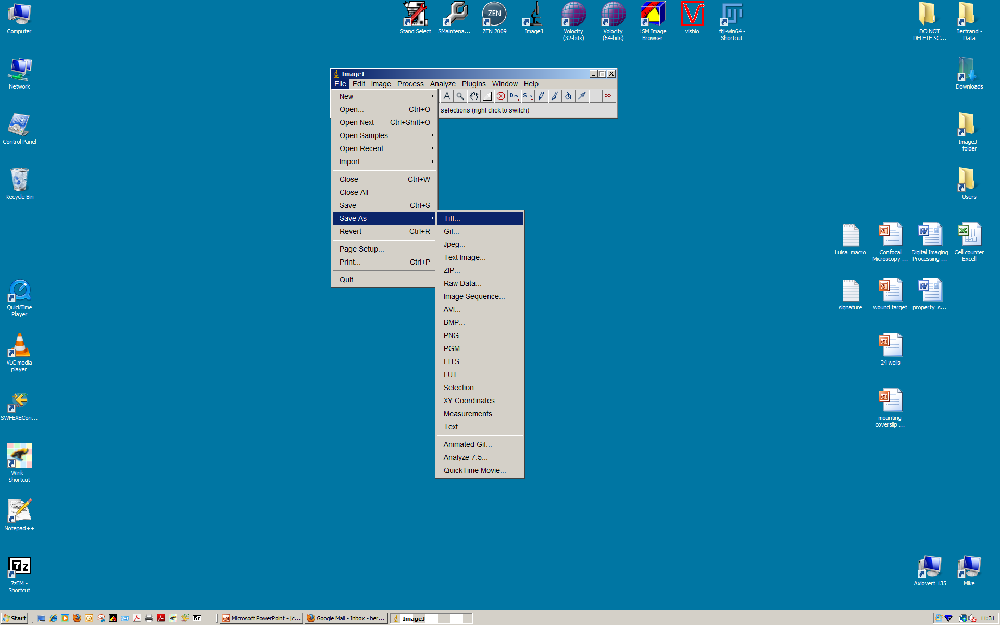 Computer
Network
Control Panel
Recycle Bin
QuickTime
Player
VLC media
player
SWFEXECon...
Wink -
Shortcut
Notepad++
7zFM -
Shortcut
Stand Select
SMaintena...
ZEN
ZEN 2009
ImageJ
Volocity
(32-bits)
Volocity
(64-bits)
LSM Image
Browser
visbio
fiji-win64 -
Shortcut
DO NOT
DELETE SC...
Bertrand -
Data
Downloads
ImageJ -
folder
Users
Luisa_macro
Confocal
Microscopy ...
Digital Imaging
Processing ...
Cell counter
Excell
signature
wound target
property_s...
24 wells
mounting
coverslip ...
Axiovert 135
Mike
ImageJ
File Edit Image Process Analyze Plugins Window Help
A Dev Stk >>
selections (right click to switch)
New
Open... Ctrl+O
Open Next Ctrl+Shift+O
Open Samples
Open Recent
Import
Close Ctrl+W
Close All
Save Ctrl+S
Save As
Revert Ctrl+R
Page Setup...
Print... Ctrl+P
Quit
Tiff...
Gif...
Jpeg...
Text Image...
ZIP...
Raw Data...
Image Sequence...
AVI...
BMP...
PNG...
PGM...
FITS...
LUT...
Selection...
XY Coordinates...
Measurements...
Text...
Animated Gif...
Analyze 7.5...
QuickTime Movie...
7z
Start
7z
Microsoft PowerPoint - [c...
Google Mail - Inbox - ber...
ImageJ
11:31